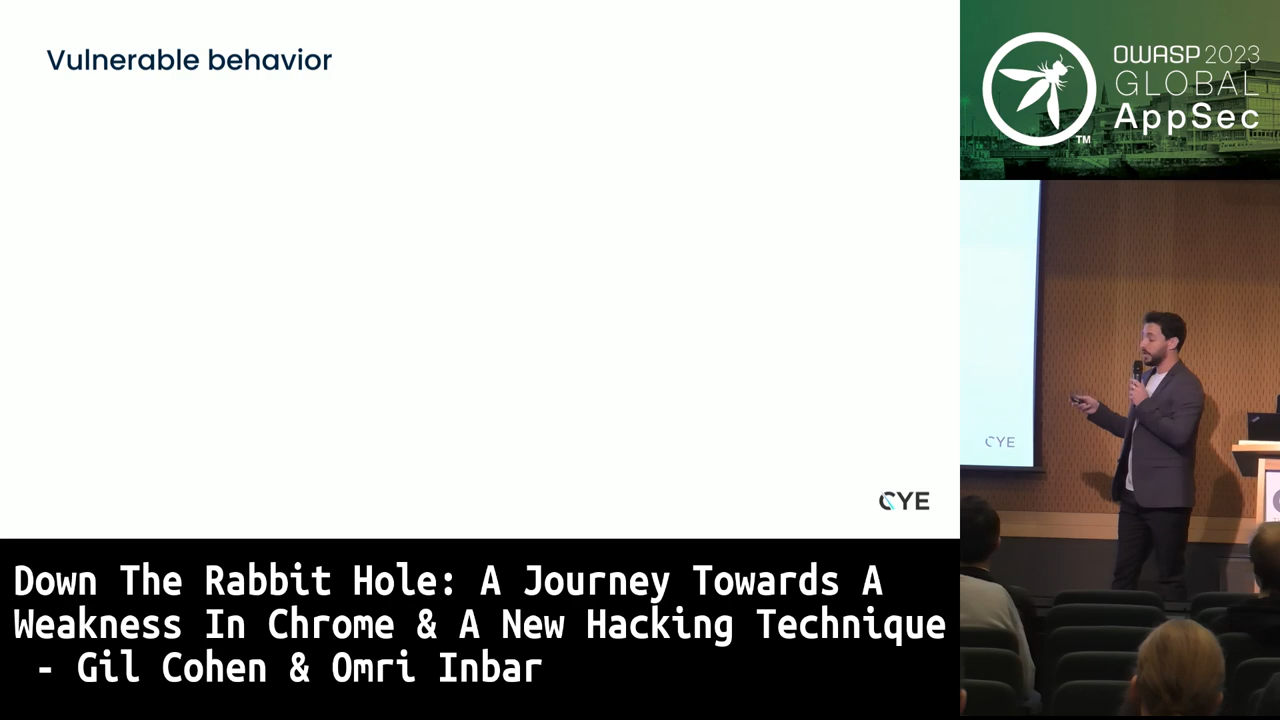 Vulnerable behavior
CYE
Down The Rabbit Hole: A Journey Towards A
Weakness In Chrome & A New Hacking Technique
- Gil Cohen & Omri Inbar
OWASP 2023
GLOBAL
AppSec
TM
CYE